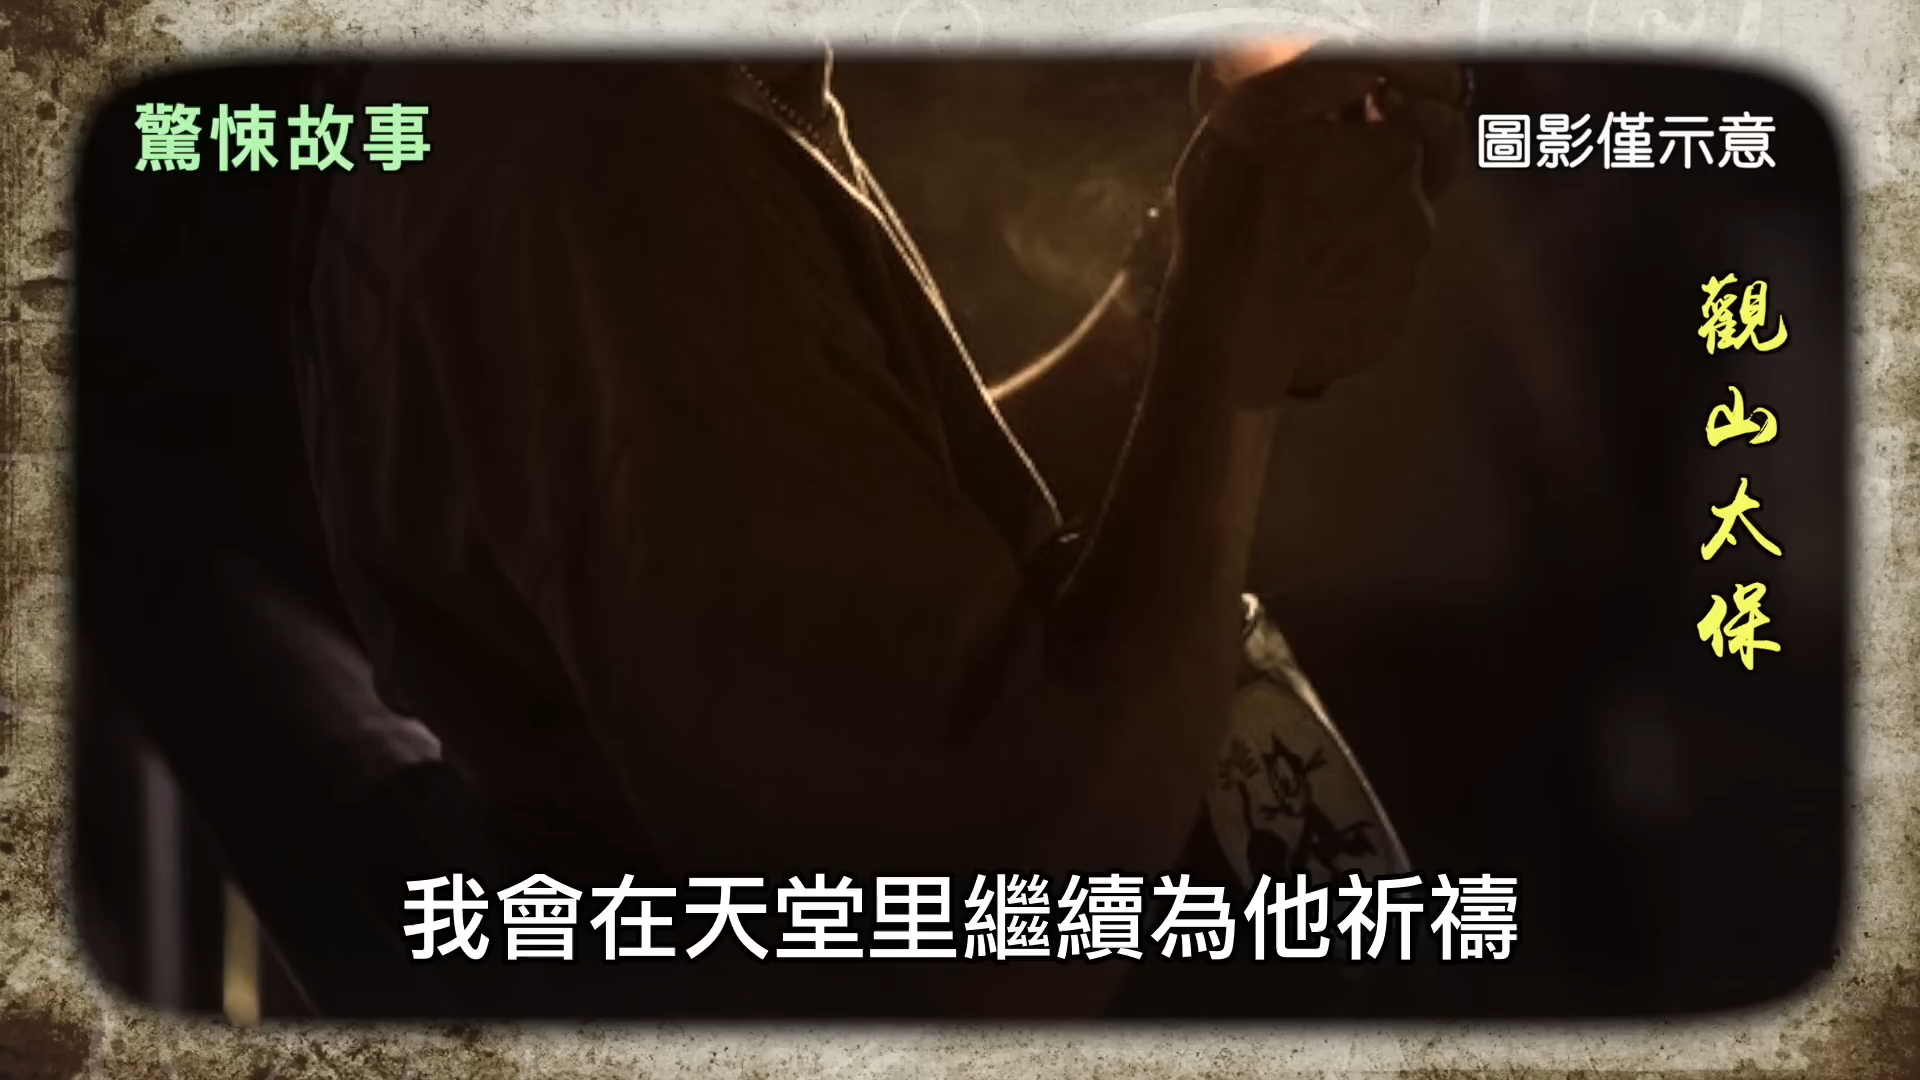 驚悚故事
圖影僅示意
觀山太保
我會在天堂里繼續為他祈禱